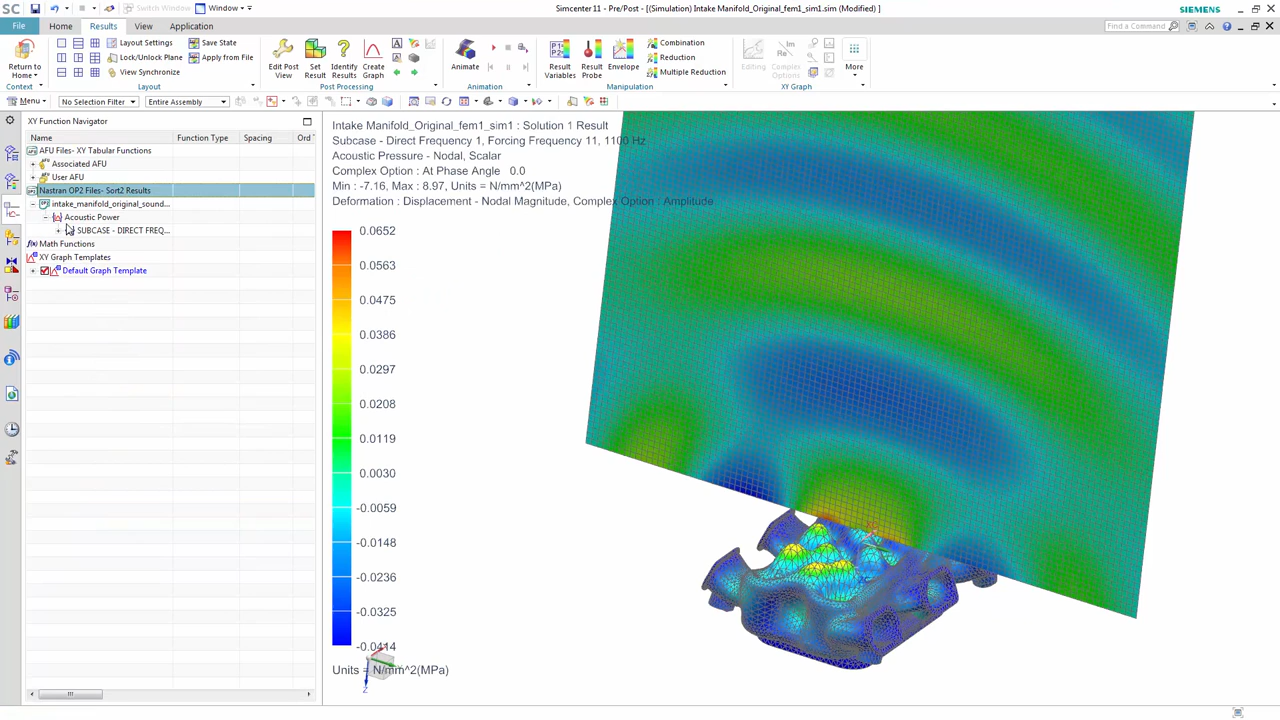 SC
Switch Window
Window
Simcenter 11 - Pre/Post - [(Simulation) Intake Manifold_Original_fem1_sim1.sim (Modified) ]
SIEMENS
File
Home
Results
View
Application
Find a Command
Return to
Home
Context
Layout Settings
Lock/Unlock Plane
View Synchronize
Save State
Apply from File
Layout
Edit Post
View
Set
Result
Identify
Results
Create
Graph
Post Processing
Animate
Animation
Result
Variables
Result
Probe
Envelope
Combination
Reduction
Multiple Reduction
Manipulation
Editing
Complex
Options
XY Graph
More
Menu
No Selection Filter
Entire Assembly
XY Function Navigator
Name
Function Type
Spacing
Ord
AFU Files- XY Tabular Functions
Associated AFU
User AFU
Nastran OP2 Files- Sort2 Results
intake_manifold_original_sound...
Acoustic Power
SUBCASE - DIRECT FREQ...
Math Functions
XY Graph Templates
Default Graph Template
Intake Manifold_Original_fem1_sim1 : Solution 1 Result
Subcase - Direct Frequency 1, Forcing Frequency 11, 1100 Hz
Acoustic Pressure - Nodal, Scalar
Complex Option : At Phase Angle 0.0
Min : -7.16, Max : 8.97, Units = N/mm^2(MPa)
Deformation : Displacement - Nodal Magnitude, Complex Option : Amplitude
0.0652
0.0563
0.0475
0.0386
0.0297
0.0208
0.0119
0.0030
-0.0059
-0.0148
-0.0236
-0.0325
-0.0414
Units = N/mm^2(MPa)
Z